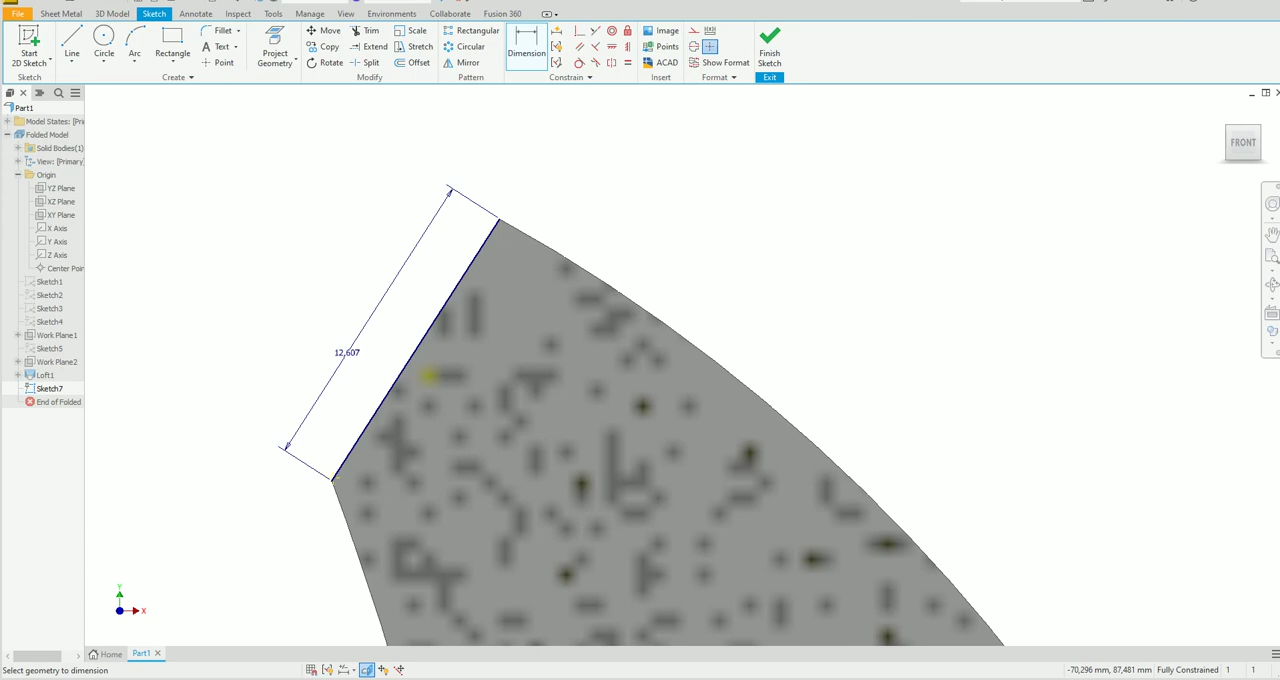 File Sheet Metal 3D Model Sketch Annotate Inspect Tools Manage View Environments Collaborate Fusion 360
Start 2D Sketch
Line
Circle
Arc
Rectangle
Fillet
Text
Point
Project Geometry
Move
Copy
Rotate
Trim
Extend
Split
Scale
Stretch
Offset
Rectangular
Circular
Mirror
Dimension
Image
Points
ACAD
Show Format
Finish Sketch
Sketch Create Modify Pattern Constrain Insert Format Exit
Part1
Model States: [Pri
Folded Model
Solid Bodies(1)
View: [Primary]
Origin
YZ Plane
XZ Plane
XY Plane
X Axis
Y Axis
Z Axis
Center Poin
Sketch1
Sketch2
Sketch3
Sketch4
Work Plane1
Sketch5
Work Plane2
Loft1
Sketch7
End of Folded
FRONT
12,607
Y
X
Home Part1
Select geometry to dimension
-70,296 mm, 87,481 mm Fully Constrained 1 1